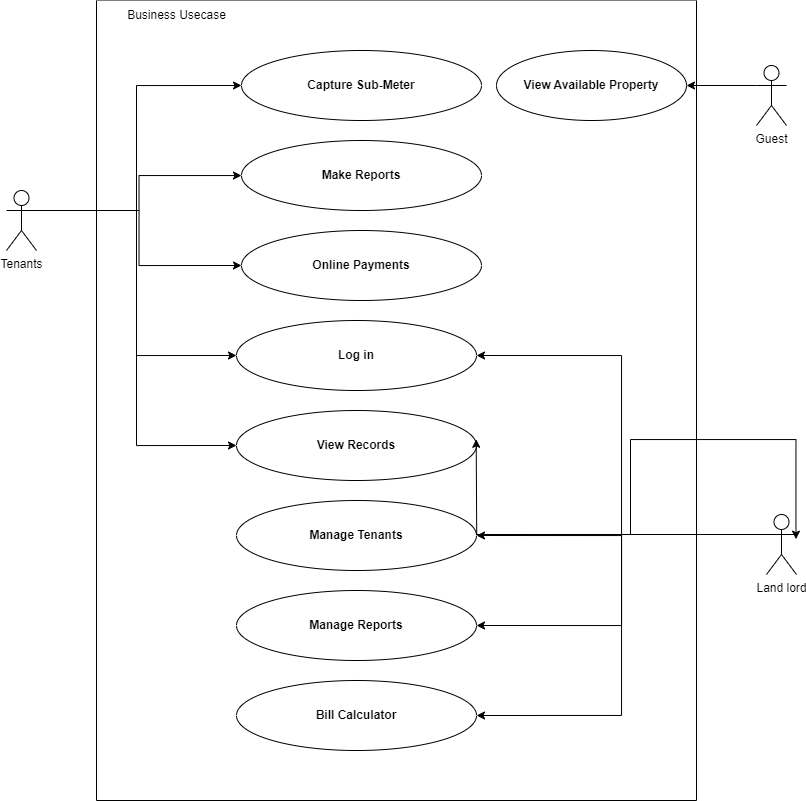 Business Usecase
Capture Sub-Meter
View Available Property
Guest
Make Reports
Tenants
Online Payments
Log in
View Records
Manage Tenants
Land lord
Manage Reports
Bill Calculator